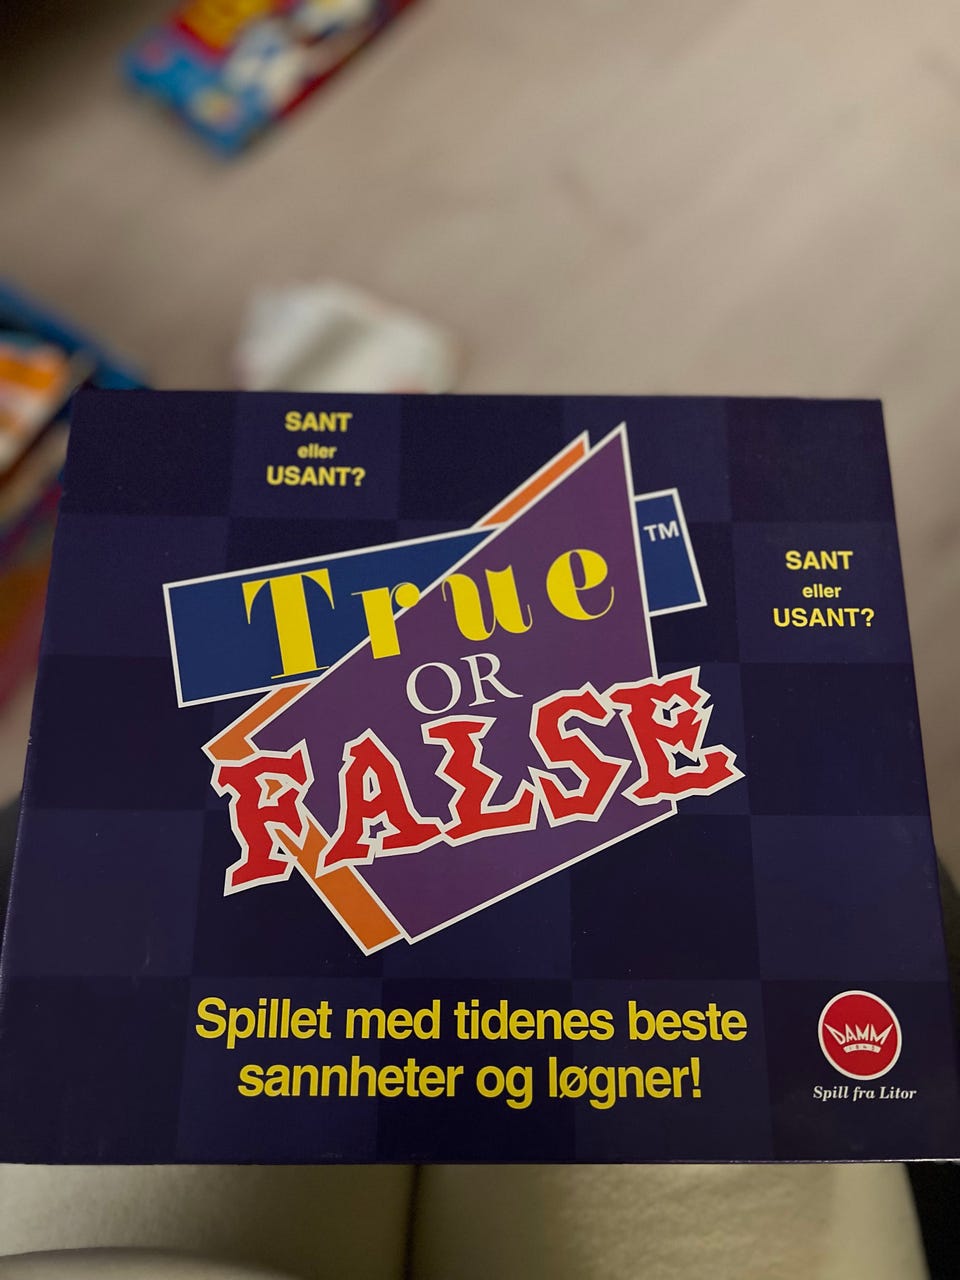 SANT
eller
USANT?
True
TM
OR
FALSE
SANT
eller
USANT?
Spillet med tidenes beste
sannheter og løgner!
DAMM
Spill fra Litor